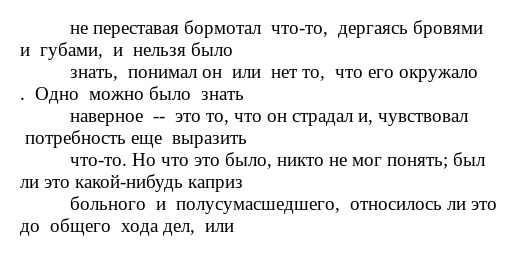 не переставая бормотал  что-то,  дергаясь бровями
и  губами,  и  нельзя было
знать,  понимал он  или  нет то,  что его окружало
.  Одно  можно было  знать
наверное  --  это то, что он страдал и, чувствовал
потребность еще  выразить
что-то. Но что это было, никто не мог понять; был
ли это какой-нибудь каприз
больного  и  полусумасшедшего,  относилось ли это
до  общего  хода дел,  или